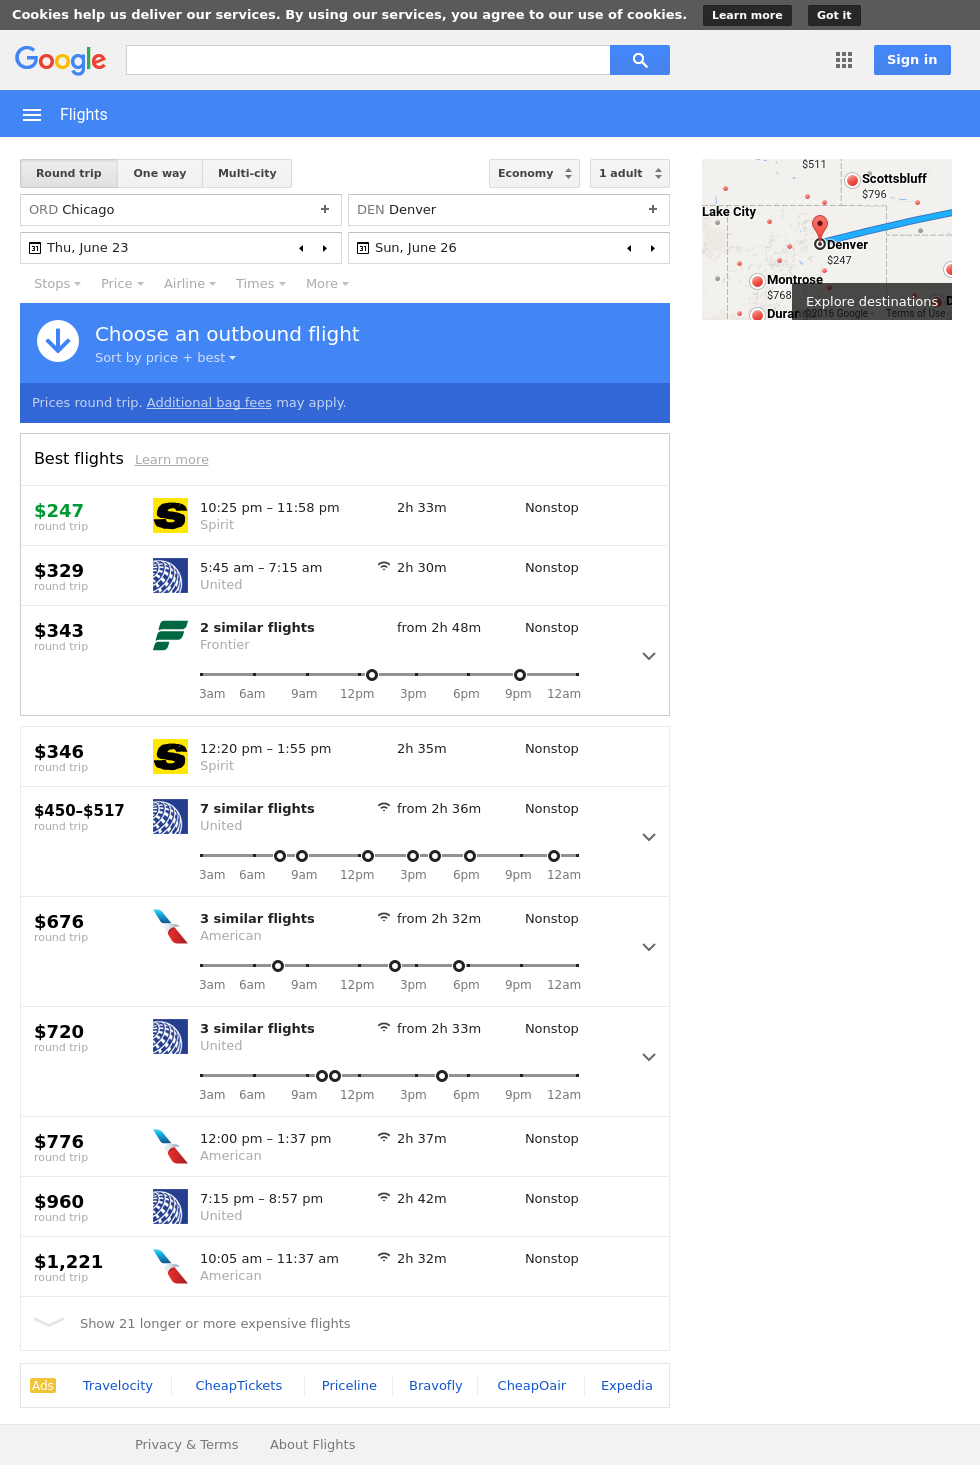 Cookies help us deliver our services. By using our services, you agree to our use of cookies. Learn more Got it
Google Sign in
Flights
Round trip One way Multi-city Economy 1 adult
ORD Chicago + DEN Denver +
31 Thu, June 23 31 Sun, June 26
Stops Price Airline Times More
Choose an outbound flight
Sort by price + best
Prices round trip. Additional bag fees may apply.
$511
Scottsbluff
$796
Lake City
Denver
$247
Montrose
$768
Explore destinations
Duran ©2016 Google - Terms of Use
Best flights Learn more
$247 10:25 pm – 11:58 pm 2h 33m Nonstop
round trip Spirit
$329 5:45 am – 7:15 am 2h 30m Nonstop
round trip United
$343 2 similar flights from 2h 48m Nonstop
round trip Frontier
3am 6am 9am 12pm 3pm 6pm 9pm 12am
$346 12:20 pm – 1:55 pm 2h 35m Nonstop
round trip Spirit
$450–$517 7 similar flights from 2h 36m Nonstop
round trip United
3am 6am 9am 12pm 3pm 6pm 9pm 12am
$676 3 similar flights from 2h 32m Nonstop
round trip American
3am 6am 9am 12pm 3pm 6pm 9pm 12am
$720 3 similar flights from 2h 33m Nonstop
round trip United
3am 6am 9am 12pm 3pm 6pm 9pm 12am
$776 12:00 pm – 1:37 pm 2h 37m Nonstop
round trip American
$960 7:15 pm – 8:57 pm 2h 42m Nonstop
round trip United
$1,221 10:05 am – 11:37 am 2h 32m Nonstop
round trip American
Show 21 longer or more expensive flights
Ads Travelocity CheapTickets Priceline Bravofly CheapOair Expedia
Privacy & Terms About Flights